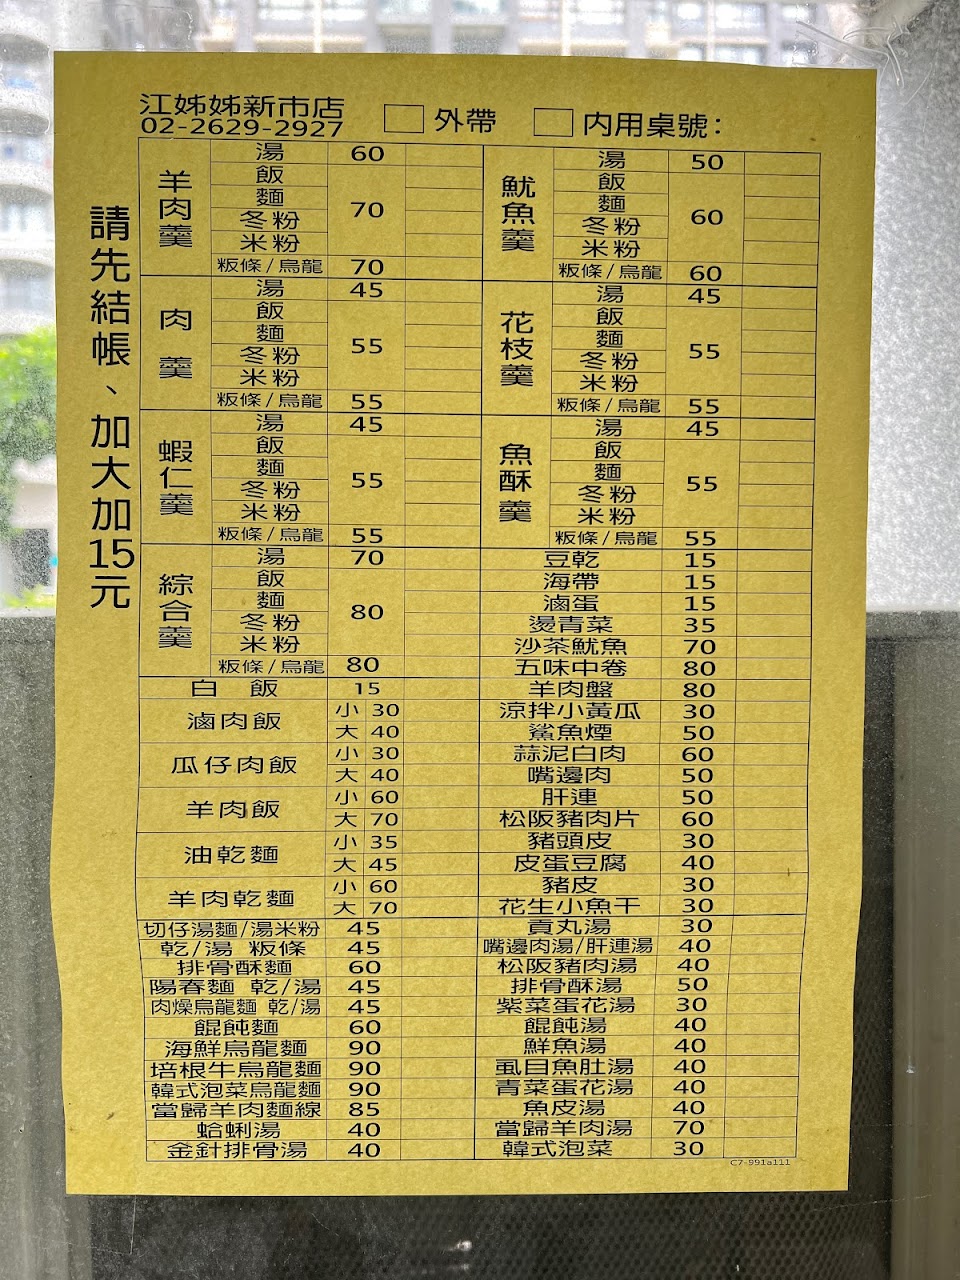 江姊姊新市店
02-2629-2927
外帶
內用桌號：
請先結帳、加大加15元
羊肉羹
湯 60
飯
麵
冬粉
米粉
70
粄條/烏龍 70
肉羹
湯 45
飯
麵
冬粉
米粉
55
粄條/烏龍 55
蝦仁羹
湯 45
飯
麵
冬粉
米粉
55
粄條/烏龍 55
綜合羹
湯 70
飯
麵
冬粉
米粉
80
粄條/烏龍 80
白飯 15
滷肉飯 小 30
大 40
瓜仔肉飯 小 30
大 40
羊肉飯 小 60
大 70
油乾麵 小 35
大 45
羊肉乾麵 小 60
大 70
切仔湯麵/湯米粉 45
乾/湯 粄條 45
排骨酥麵 60
陽春麵 乾/湯 45
肉燥烏龍麵 乾/湯 45
餛飩麵 60
海鮮烏龍麵 90
培根牛烏龍麵 90
韓式泡菜烏龍麵 90
當歸羊肉麵線 85
蛤蜊湯 40
金針排骨湯 40
魷魚羹
湯 50
飯
麵
冬粉
米粉
60
粄條/烏龍 60
花枝羹
湯 45
飯
麵
冬粉
米粉
55
粄條/烏龍 55
魚酥羹
湯 45
飯
麵
冬粉
米粉
55
粄條/烏龍 55
豆乾 15
海帶 15
滷蛋 15
燙青菜 35
沙茶魷魚 70
五味中卷 80
羊肉盤 80
涼拌小黃瓜 30
鯊魚煙 50
蒜泥白肉 60
嘴邊肉 50
肝連 50
松阪豬肉片 60
豬頭皮 30
皮蛋豆腐 40
豬皮 30
花生小魚干 30
貢丸湯 30
嘴邊肉湯/肝連湯 40
松阪豬肉湯 40
排骨酥湯 50
紫菜蛋花湯 30
餛飩湯 40
鮮魚湯 40
虱目魚肚湯 40
青菜蛋花湯 40
魚皮湯 40
當歸羊肉湯 70
韓式泡菜 30
C7-991a111